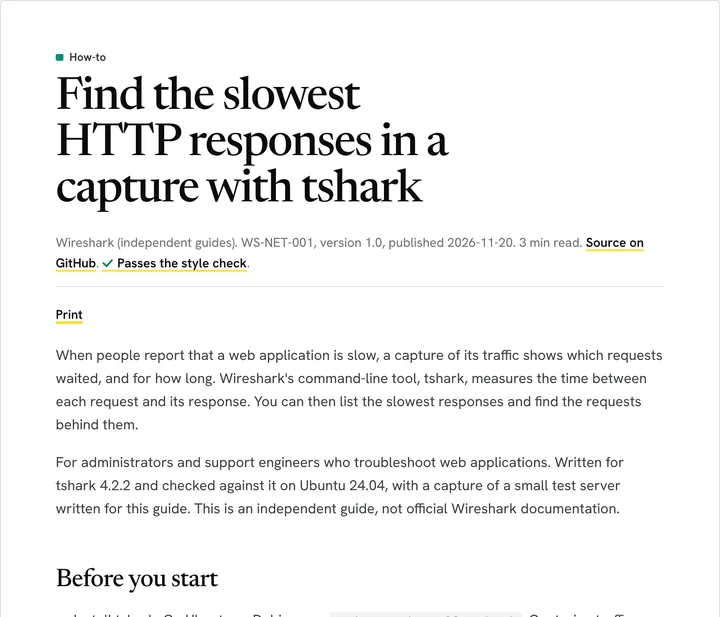 How-to
Find the slowest
HTTP responses in a
capture with tshark
Wireshark (independent guides). WS-NET-001, version 1.0, published 2026-11-20. 3 min read. Source on
GitHub. ✓ Passes the style check.
Print
When people report that a web application is slow, a capture of its traffic shows which requests
waited, and for how long. Wireshark's command-line tool, tshark, measures the time between
each request and its response. You can then list the slowest responses and find the requests
behind them.
For administrators and support engineers who troubleshoot web applications. Written for
tshark 4.2.2 and checked against it on Ubuntu 24.04, with a capture of a small test server
written for this guide. This is an independent guide, not official Wireshark documentation.
Before you start